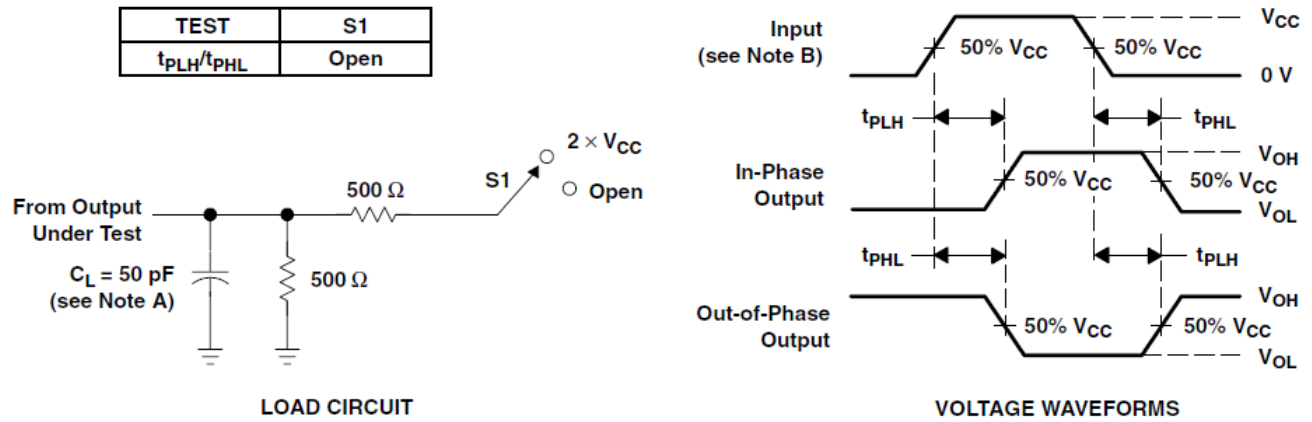 TEST S1
tPLH/tPHL Open
2 × VCC
S1
Open
500 Ω
From Output
Under Test
CL = 50 pF
(see Note A)
500 Ω
LOAD CIRCUIT
Input
(see Note B)
50% VCC
50% VCC
VCC
0 V
tPLH
tPHL
In-Phase
Output
50% VCC
50% VCC
VOH
VOL
tPHL
tPLH
Out-of-Phase
Output
50% VCC
50% VCC
VOH
VOL
VOLTAGE WAVEFORMS